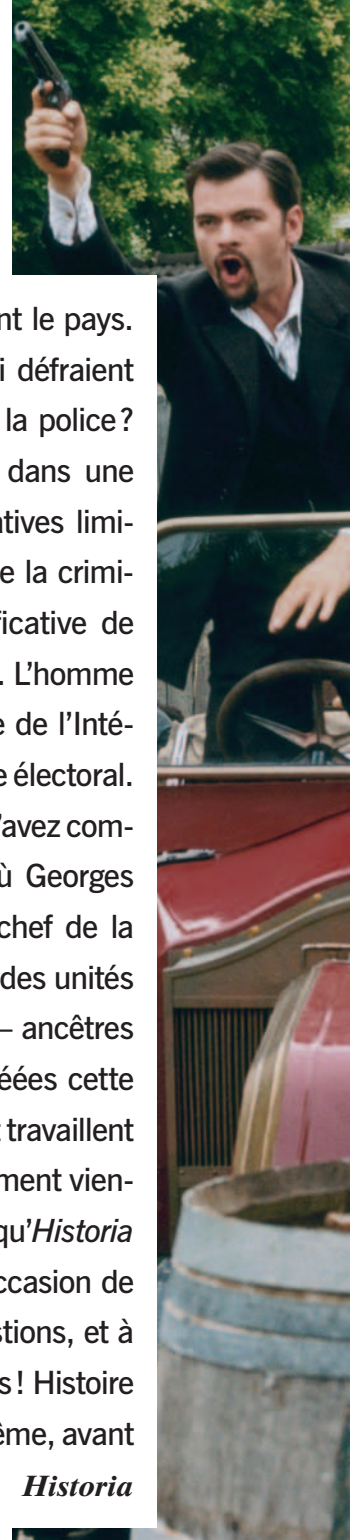 nt le pays.
i défraient
la police ?
dans une
atives limi-
e la crimi-
ficative de
. L’homme
e de l’Inté-
e électoral.
’avez com-
ù Georges
chef de la
des unités
– ancêtres
éées cette
travaillent
ment vien-
qu’Historia
ccasion de
stions, et à
s ! Histoire
ême, avant
Historia